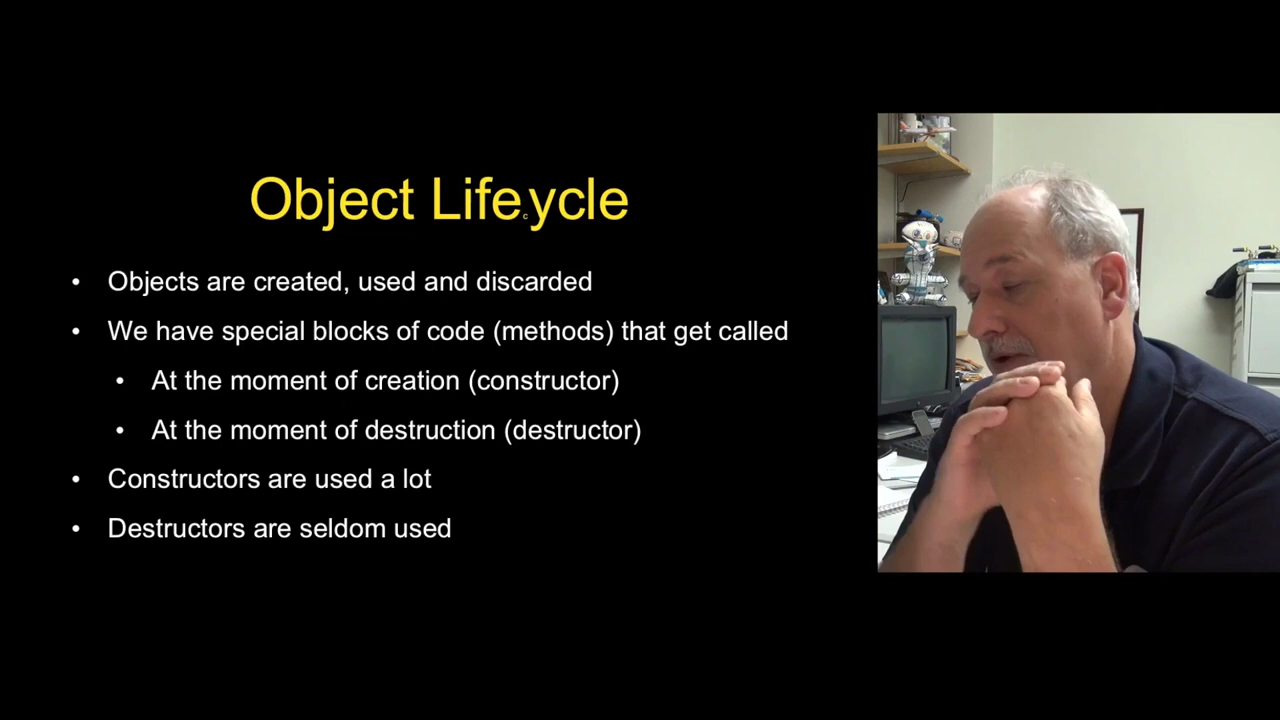 Object Lifecycle
• Objects are created, used and discarded
• We have special blocks of code (methods) that get called
• At the moment of creation (constructor)
• At the moment of destruction (destructor)
• Constructors are used a lot
• Destructors are seldom used